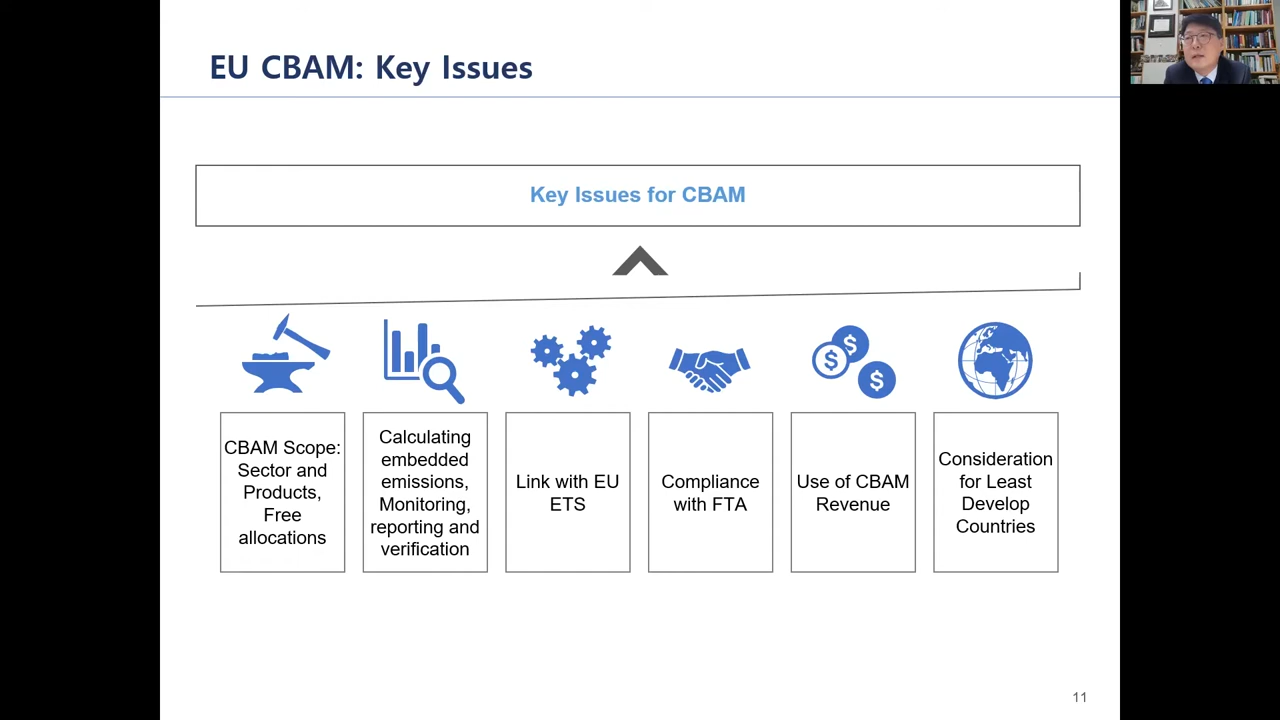 EU CBAM: Key Issues
Key Issues for CBAM
$
$
$
CBAM Scope:
Sector and
Products,
Free
allocations
Calculating
embedded
emissions,
Monitoring,
reporting and
verification
Link with EU
ETS
Compliance
with FTA
Use of CBAM
Revenue
Consideration
for Least
Develop
Countries
11